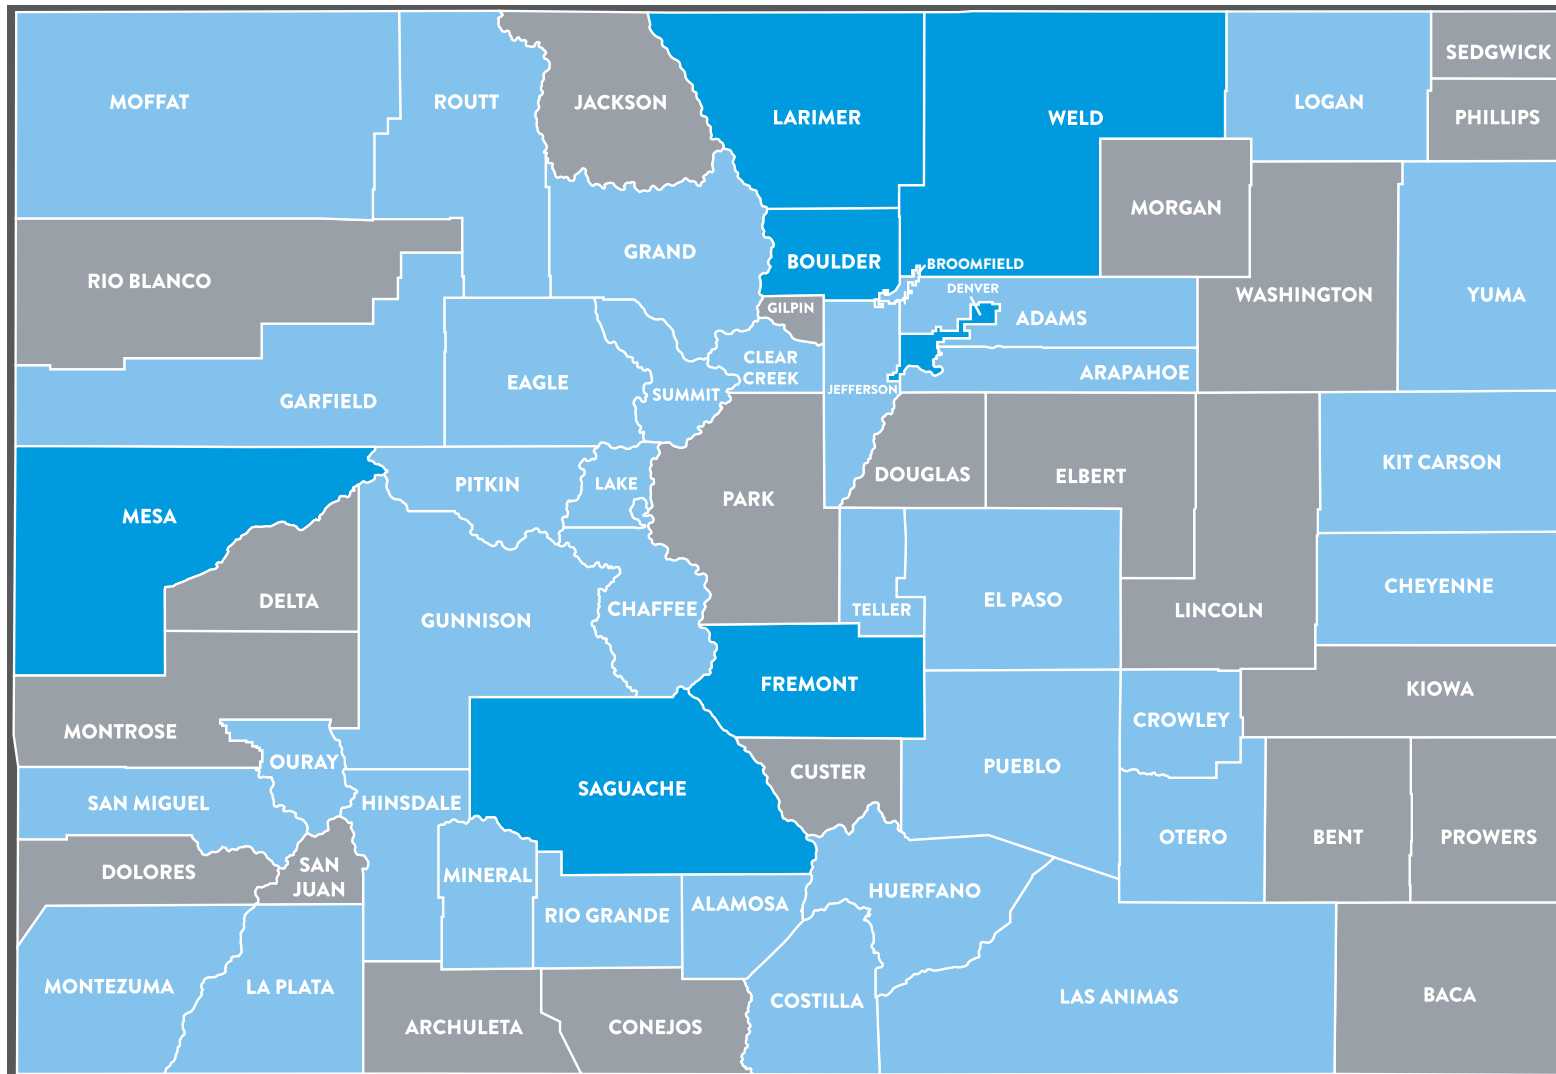 SEDGWICK
MOFFAT
ROUTT
JACKSON
LOGAN
LARIMER
WELD
PHILLIPS
MORGAN
GRAND
BOULDER
BROOMFIELD
RIO BLANCO
DENVER
WASHINGTON
YUMA
GILPIN
ADAMS
CLEAR
CREEK
ARAPAHOE
EAGLE
SUMMIT
JEFFERSON
GARFIELD
KIT CARSON
PITKIN
LAKE
DOUGLAS
ELBERT
PARK
MESA
CHEYENNE
DELTA
EL PASO
CHAFFEE
TELLER
LINCOLN
GUNNISON
FREMONT
KIOWA
CROWLEY
MONTROSE
OURAY
PUEBLO
CUSTER
SAGUACHE
SAN MIGUEL
HINSDALE
OTERO
BENT
PROWERS
DOLORES
SAN
JUAN
MINERAL
HUERFANO
ALAMOSA
RIO GRANDE
MONTEZUMA
LA PLATA
COSTILLA
LAS ANIMAS
BACA
ARCHULETA
CONEJOS